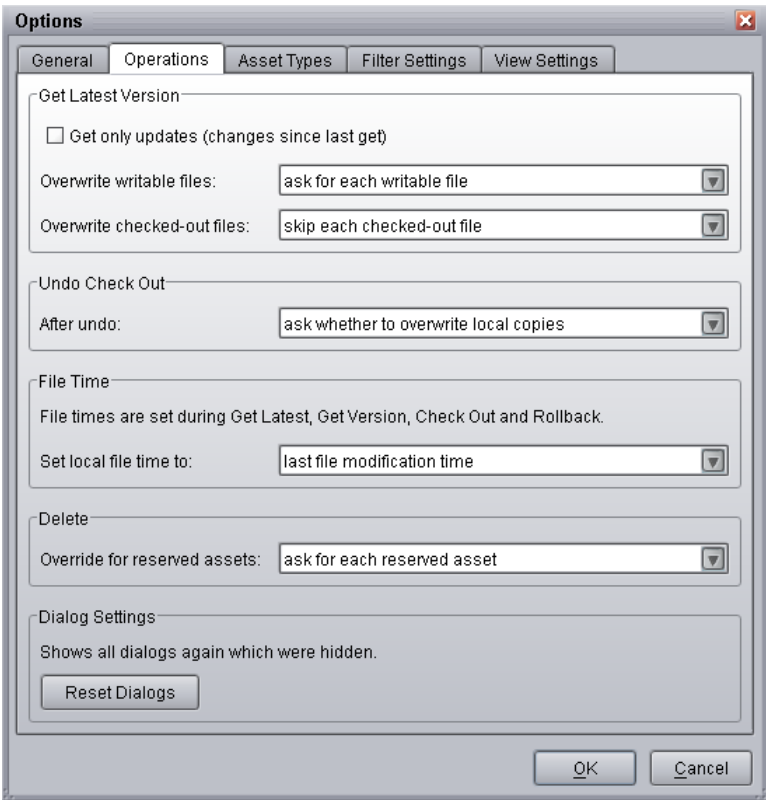 Options
General Operations Asset Types Filter Settings View Settings
Get Latest Version
Get only updates (changes since last get)
Overwrite writable files: ask for each writable file
Overwrite checked-out files: skip each checked-out file
Undo Check Out
After undo: ask whether to overwrite local copies
File Time
File times are set during Get Latest, Get Version, Check Out and Rollback.
Set local file time to: last file modification time
Delete
Override for reserved assets: ask for each reserved asset
Dialog Settings
Shows all dialogs again which were hidden.
Reset Dialogs
OK Cancel